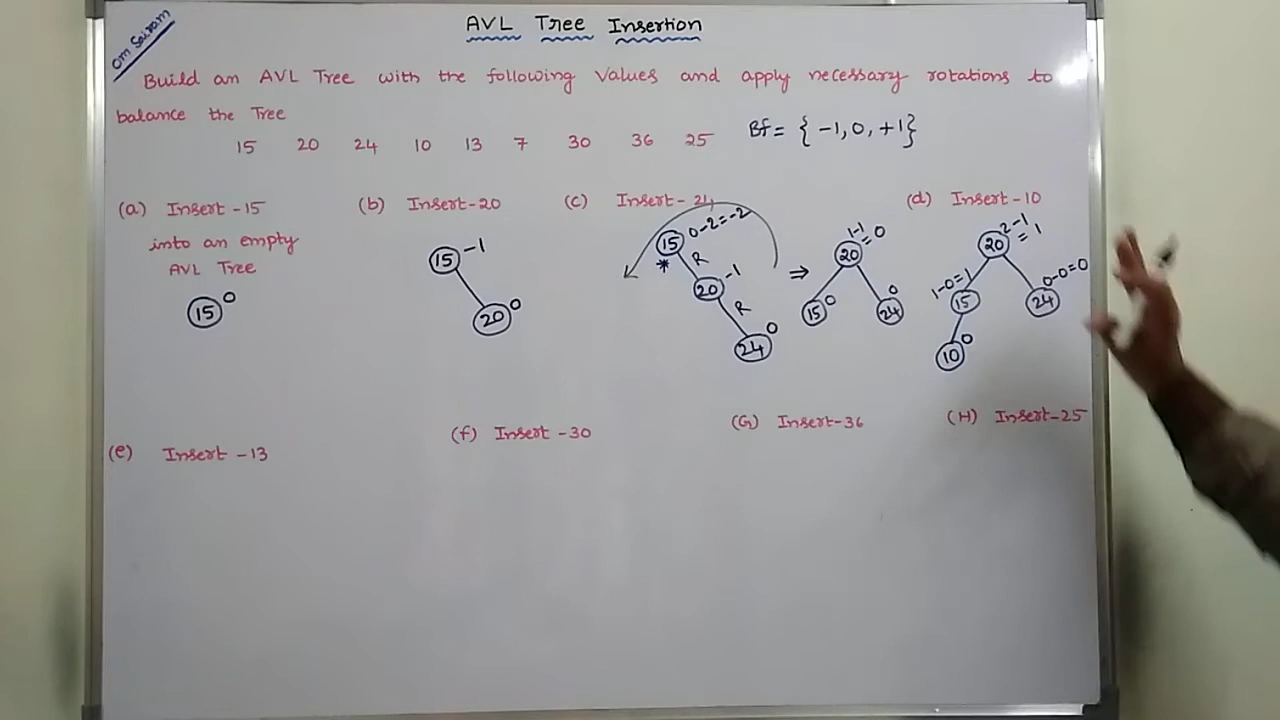 Om Sairam
AVL Tree Insertion
Build an AVL Tree with the following Values and apply necessary rotations to
balance the Tree
15 20 24 10 13 7 30 36 25
Bf = { -1, 0, +1}
(a) Insert -15
into an empty
AVL Tree
15 0
(b) Insert-20
15 -1
20 0
(c) Insert- 24
15 0-2=-2
*
R
20 -1
R
24 0
⇒
1-1=0
20
15 0
24 0
(d) Insert-10
2-1=1
20
1-0=1
15
0-0=0
24
10 0
(e) Insert -13
(f) Insert -30
(G) Insert-36
(H) Insert-25